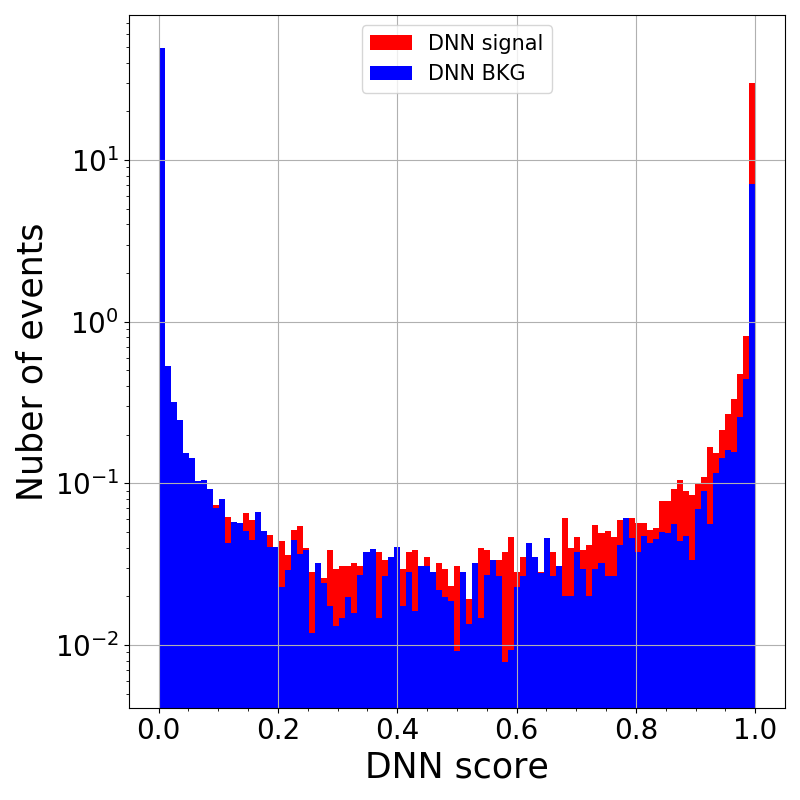 DNN signal
DNN BKG
10¹
10⁰
10⁻¹
10⁻²
Nuber of events
0.0 0.2 0.4 0.6 0.8 1.0
DNN score